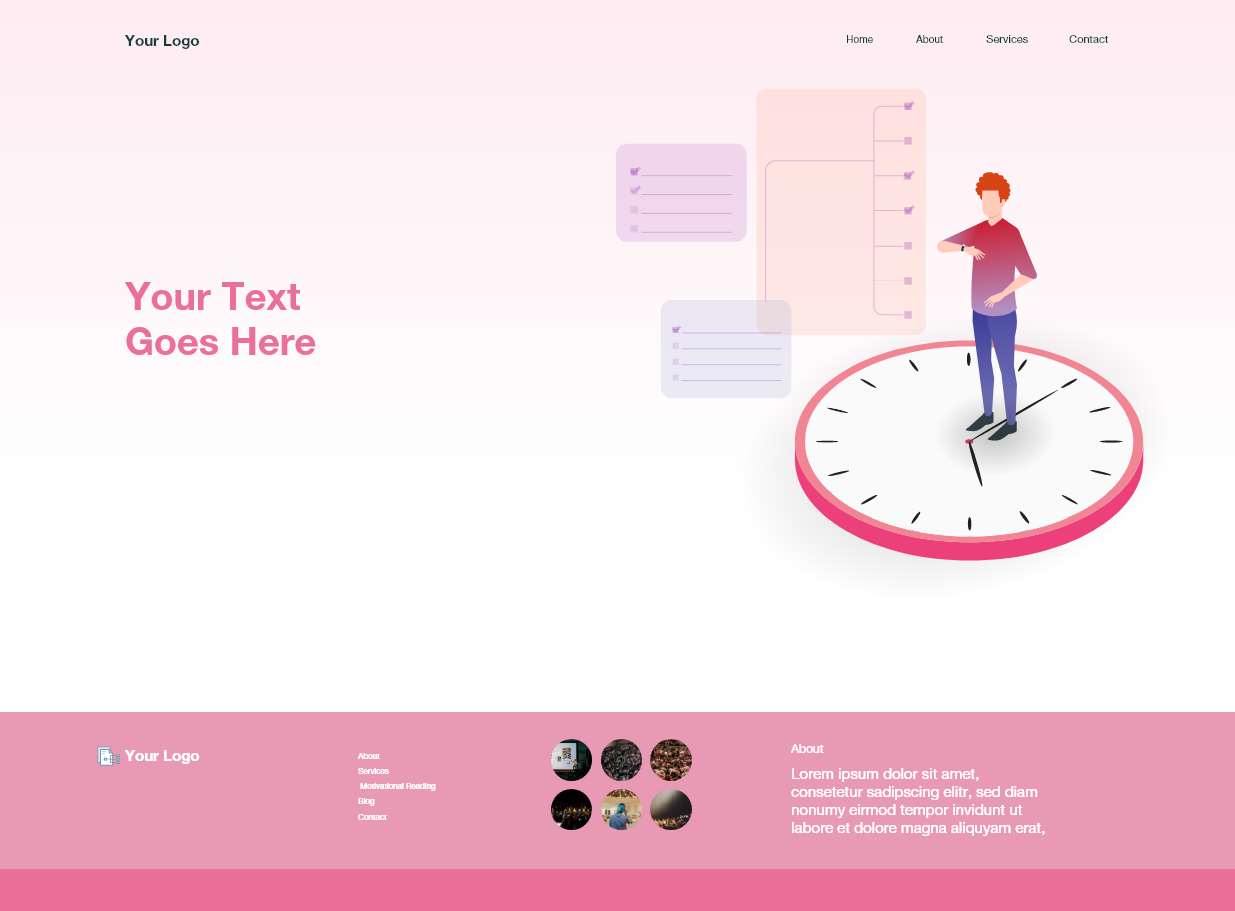 Your Logo
Home
About
Services
Contact
Your Text
Goes Here
Your Logo
About
Services
Motivational Reading
Blog
Contact
About
Lorem ipsum dolor sit amet,
consetetur sadipscing elitr, sed diam
nonumy eirmod tempor invidunt ut
labore et dolore magna aliquyam erat,